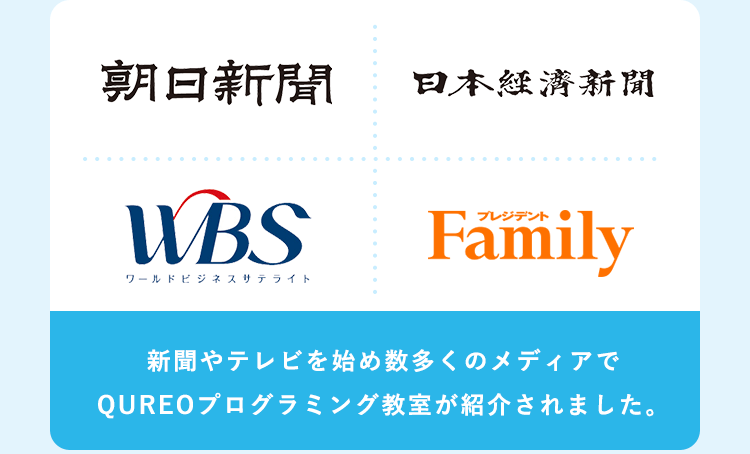 朝日新聞
日本経済新聞
WBS
ワールドビジネスサテライト
プレジデント
Family
新聞やテレビを始め数多くのメディアで
QUREOプログラミング教室が紹介されました。